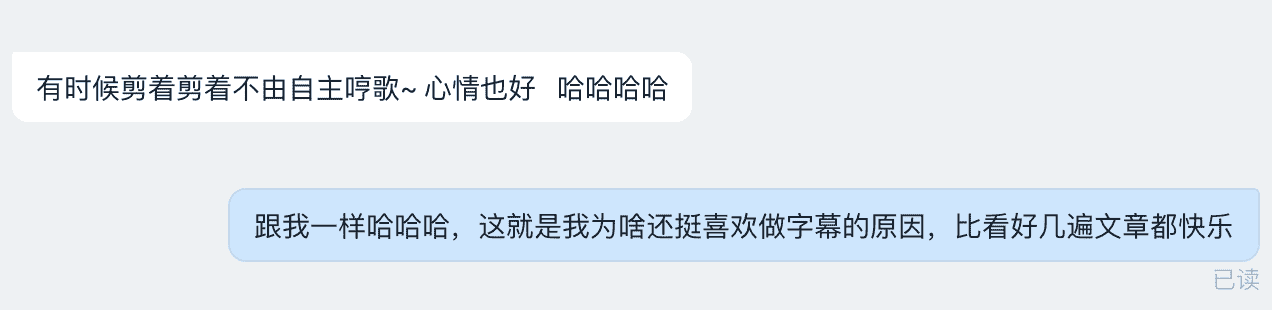 有时候剪着剪着不由自主哼歌~ 心情也好   哈哈哈哈
跟我一样哈哈哈，这就是我为啥还挺喜欢做字幕的原因，比看好几遍文章都快乐
已读